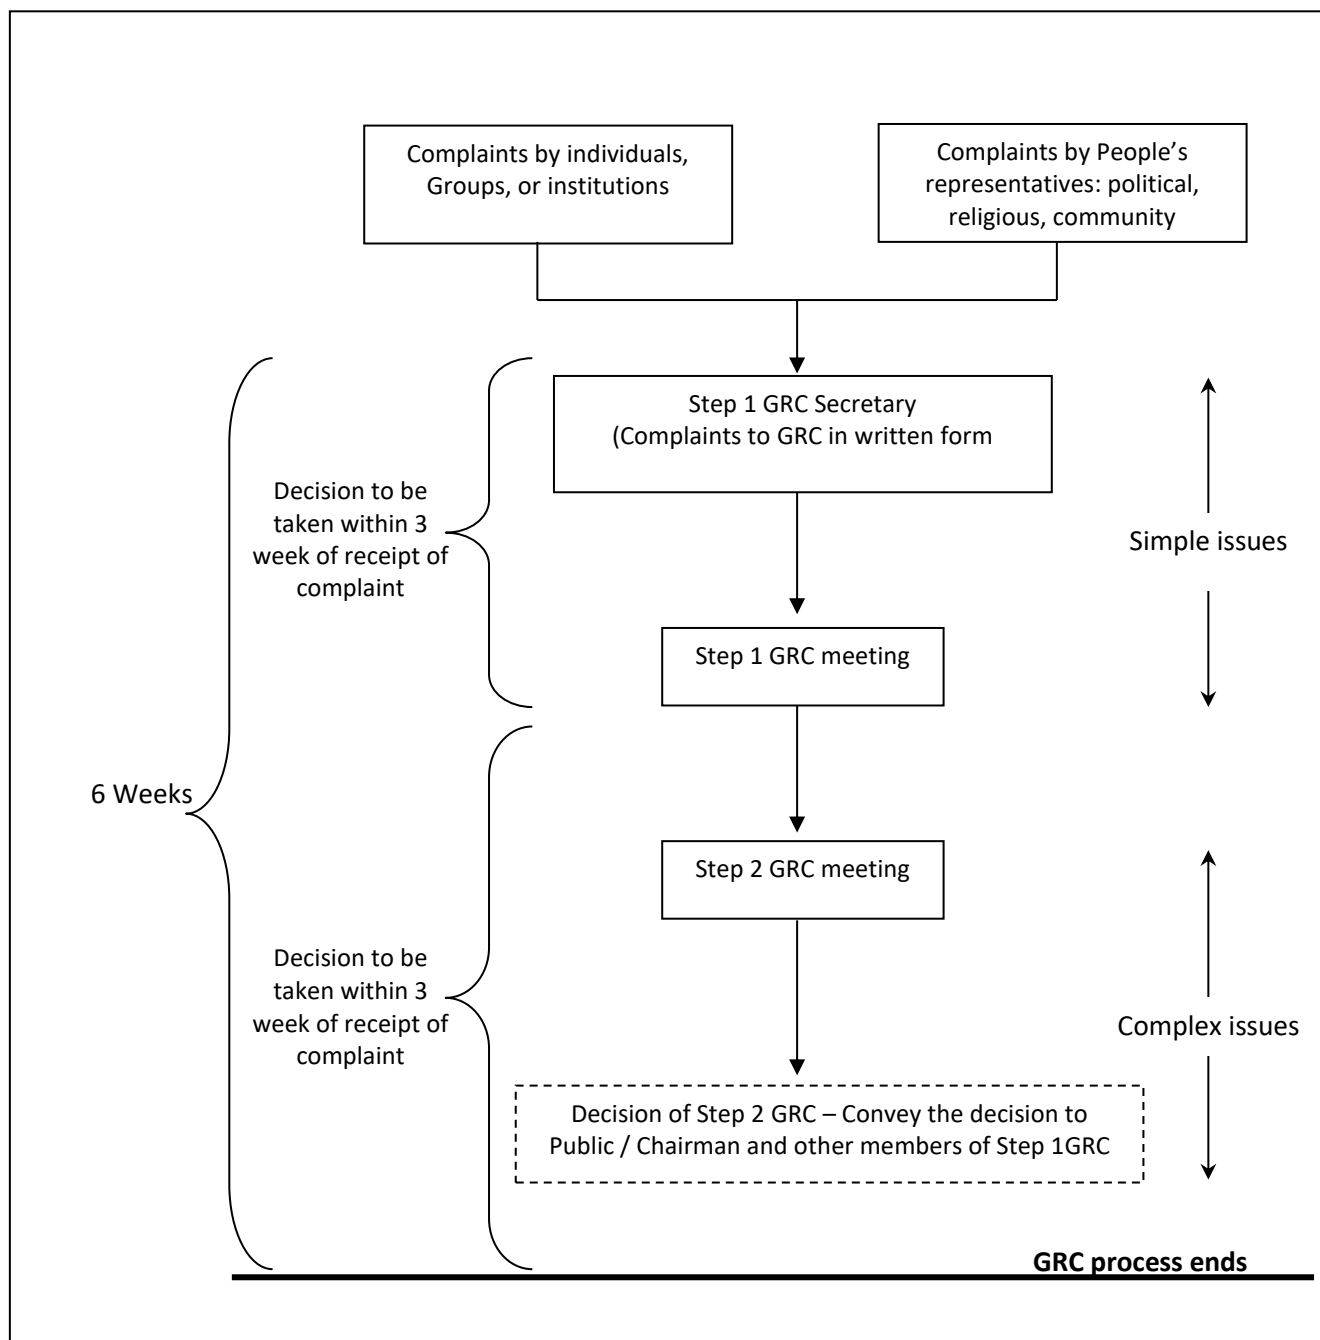 Complaints by individuals,
Groups, or institutions
Complaints by People’s
representatives: political,
religious, community
Step 1 GRC Secretary
(Complaints to GRC in written form
Decision to be
taken within 3
week of receipt of
complaint
Simple issues
Step 1 GRC meeting
6 Weeks
Step 2 GRC meeting
Decision to be
taken within 3
week of receipt of
complaint
Complex issues
Decision of Step 2 GRC – Convey the decision to
Public / Chairman and other members of Step 1GRC
GRC process ends